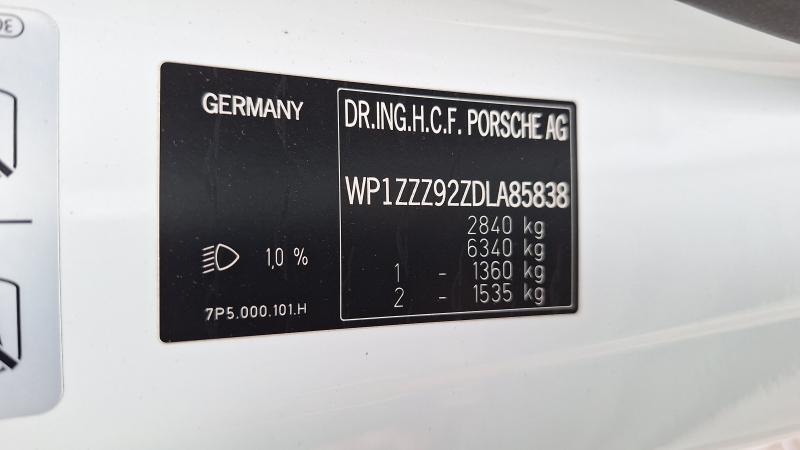 GERMANY
DR.ING.H.C.F. PORSCHE AG
WP1ZZZ92ZDLA85838
2840 kg
6340 kg
1 - 1360 kg
2 - 1535 kg
1,0 %
7P5.000.101.H